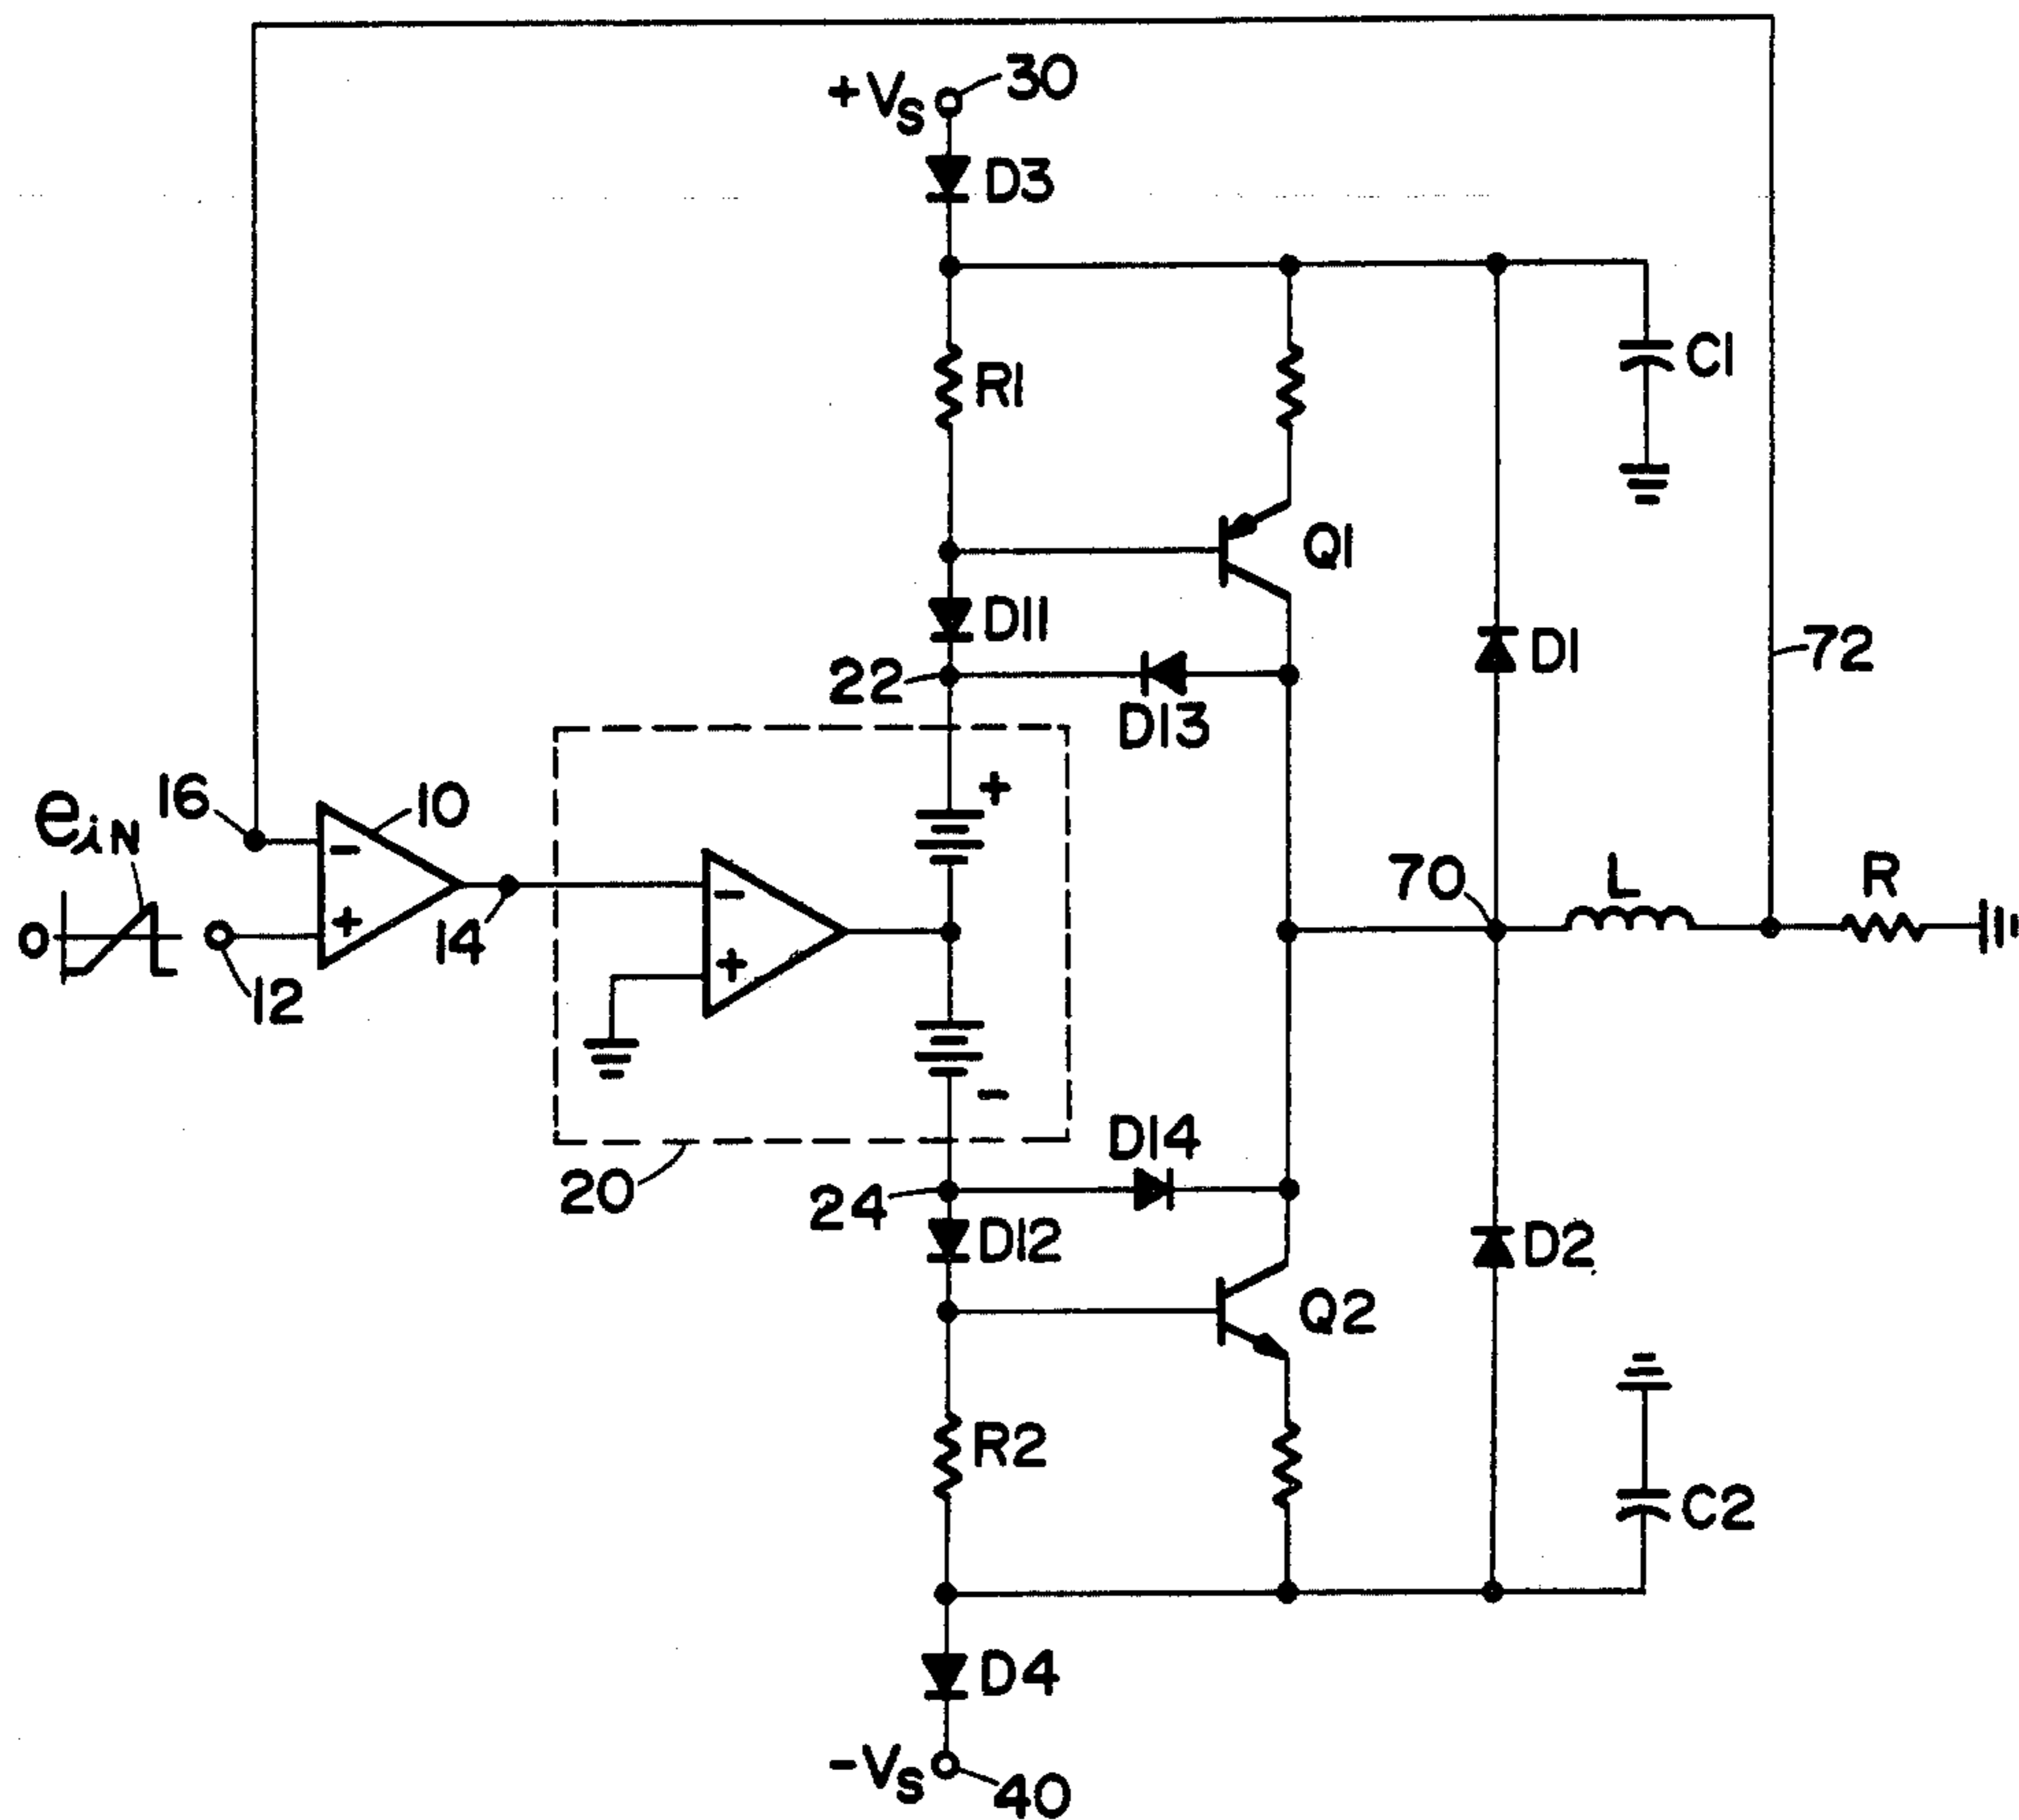 +VS
30
D3
R1
C1
Q1
D11
D1
72
22
D13
+
16
10
eiN
-
-
70
L
R
0
+
14
+
12
-
D14
20
24
D12
D2
Q2
R2
C2
D4
-VS
40